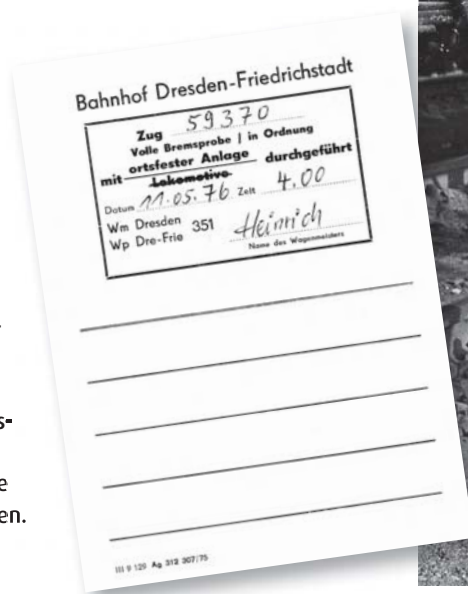 Bahnhof Dresden-Friedrichstadt
Zug 59370
Volle Bremsprobe | in Ordnung
mit ortsfester Anlage durchgeführt
Lokomotive
Datum 11.05.76 Zeit 4.00
Wm Dresden
Wp Dre-Frie 351 Heinrich
Name des Wagenmeisters
s-
e
en.
III 9 129 Ag 312 307/75